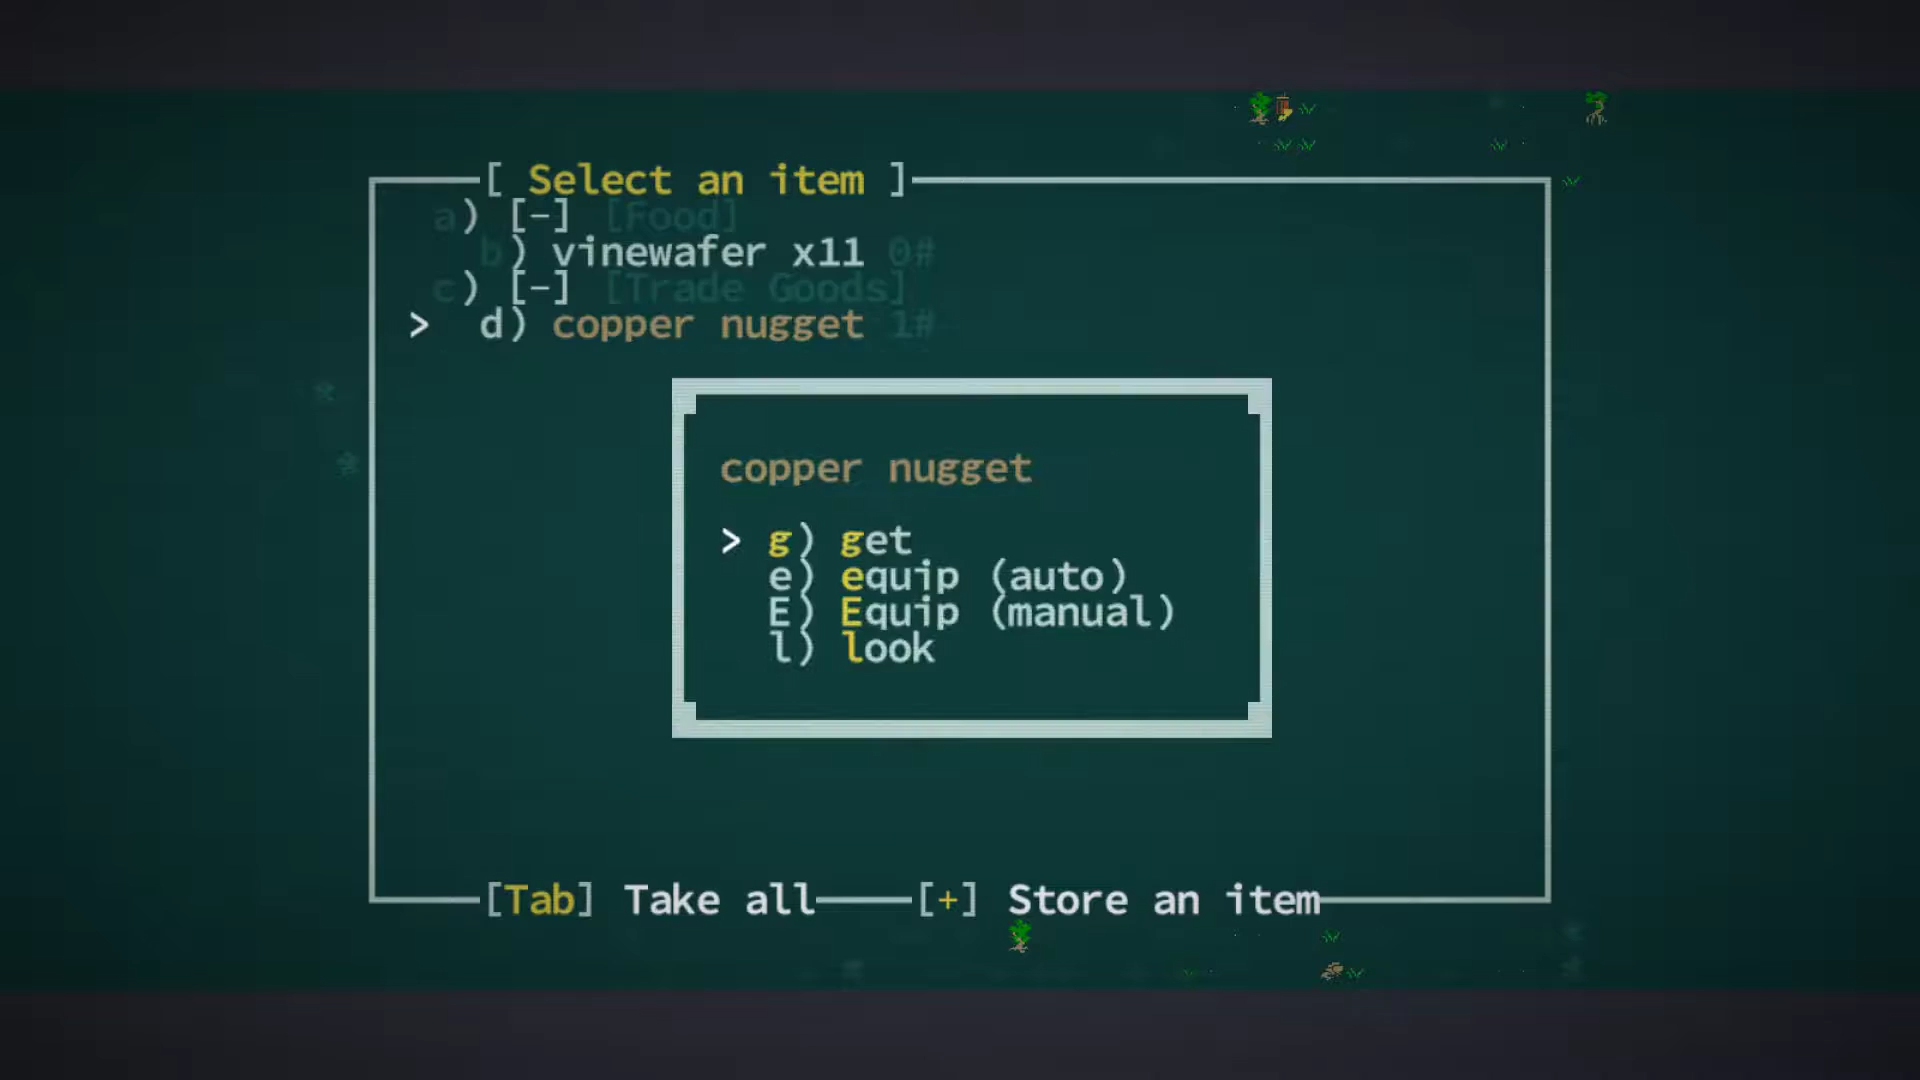 [ Select an item ]
a) [-] [Food]
b) vinewafer x11 0#
c) [-] [Trade Goods]
> d) copper nugget 1#
copper nugget
> g) get
e) equip (auto)
E) Equip (manual)
l) look
[Tab] Take all [+] Store an item